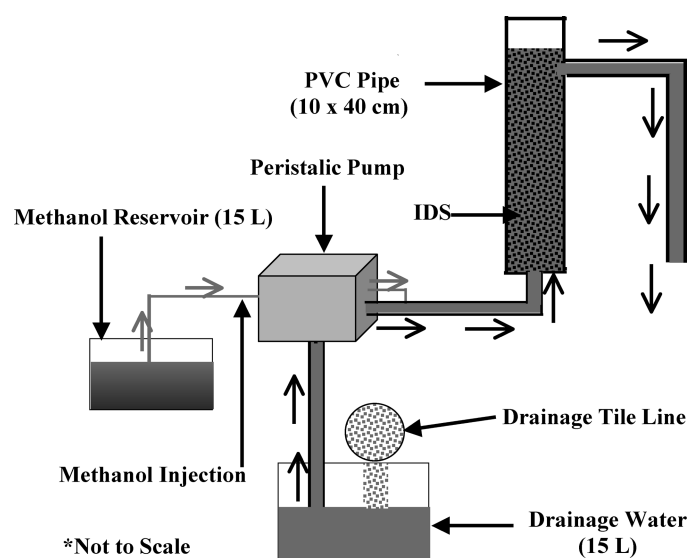 PVC Pipe
(10 x 40 cm)
Peristalic Pump
Methanol Reservoir (15 L)
IDS
Drainage Tile Line
Methanol Injection
Drainage Water
(15 L)
*Not to Scale